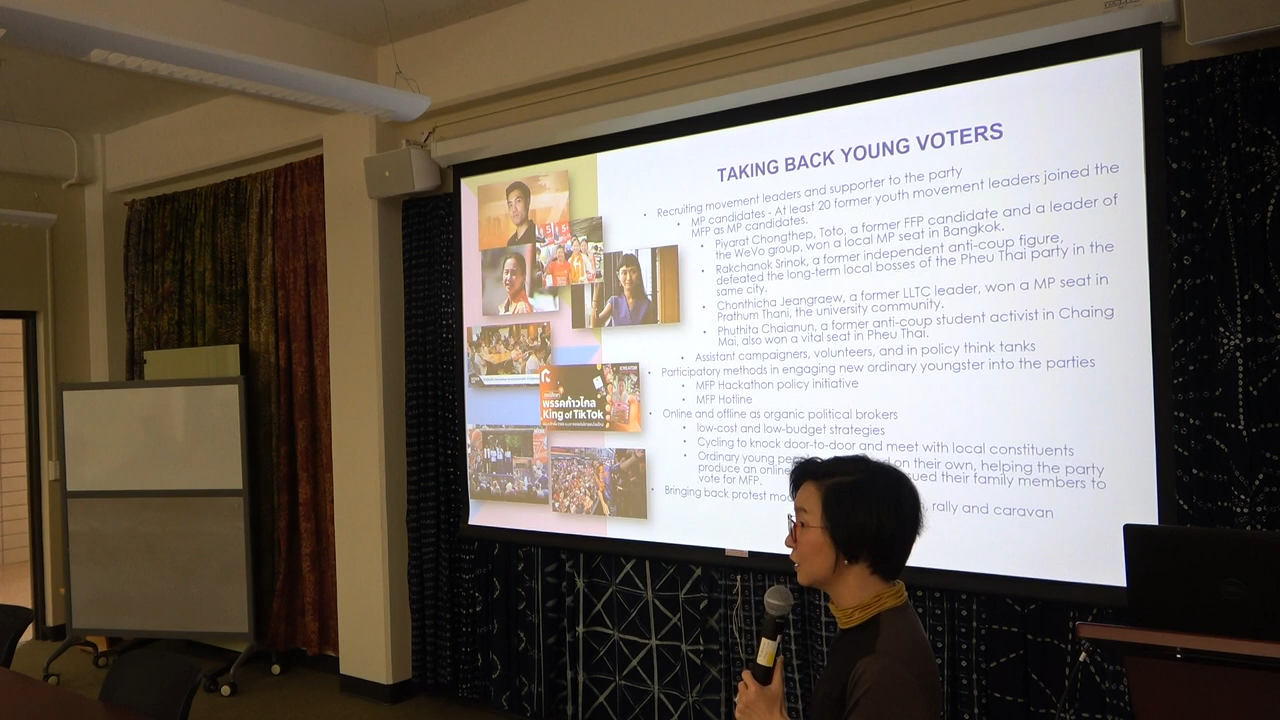 TAKING BACK YOUNG VOTERS
Recruiting movement leaders and supporter to the party
MP candidates - At least 20 former youth movement leaders joined the
MFP as MP candidates.
Piyarat Chongthep, Toto, a former FFP candidate and a leader of
the WeVo group, won a local MP seat in Bangkok.
Rakchanok Srinok, a former independent anti-coup figure,
defeated the long-term local bosses of the Pheu Thai party in the
same city.
Chonthicha Jeangraew, a former LLTC leader, won a MP seat in
Prathum Thani, the university community.
Phuthita Chaianun, a former anti-coup student activist in Chaing
Mai, also won a vital seat in Pheu Thai.
Assistant campaigners, volunteers, and in policy think tanks
Participatory methods in engaging new ordinary youngster into the parties
MFP Hackathon policy initiative
MFP Hotline
Online and offline as organic political brokers
low-cost and low-budget strategies
Cycling to knock door-to-door and meet with local constituents
Ordinary young on their own, helping the party
produce an online sued their family members to
vote for MFP.
Bringing back protest rally and caravan
พรรคก้าวไกล
King of TikTok
CREATOR